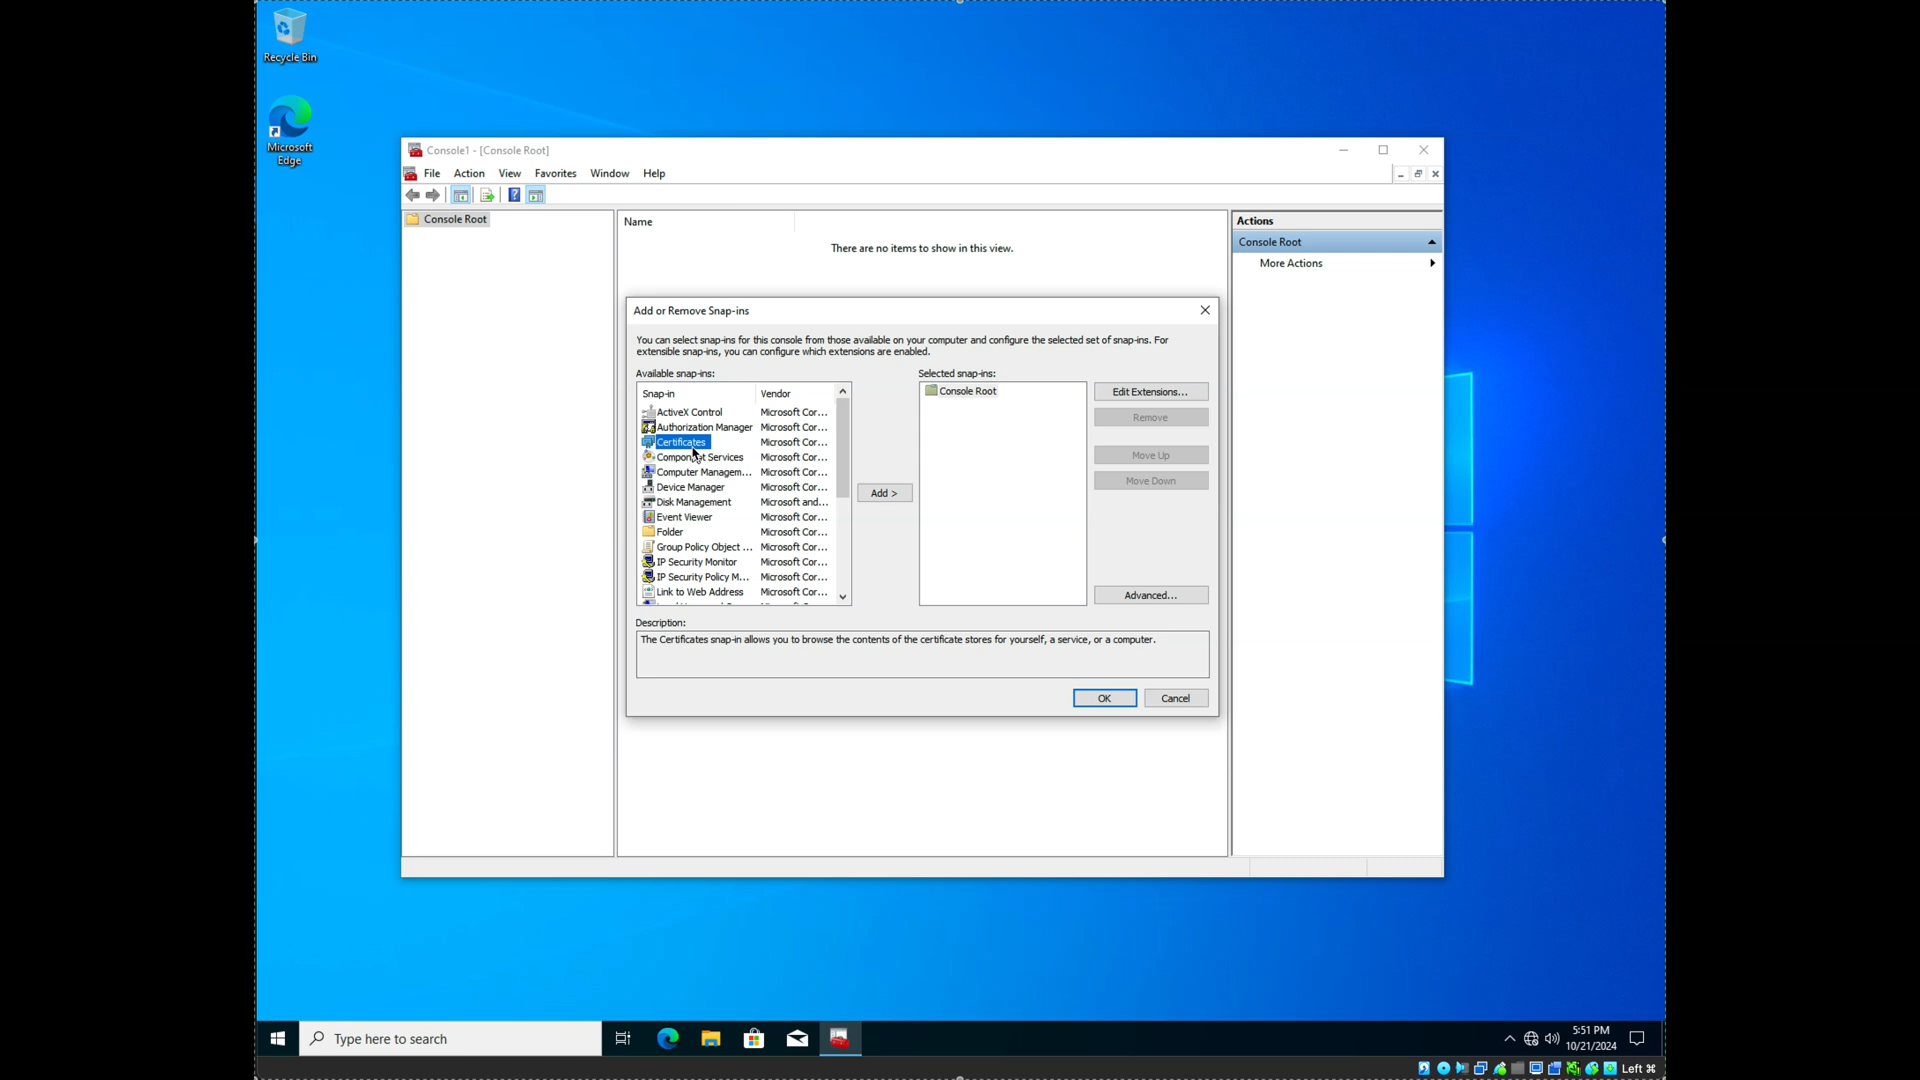 Recycle Bin
Microsoft
Edge
Console1 - [Console Root]
File Action View Favorites Window Help
Console Root
Name
There are no items to show in this view.
Actions
Console Root
More Actions
Add or Remove Snap-ins
You can select snap-ins for this console from those available on your computer and configure the selected set of snap-ins. For
extensible snap-ins, you can configure which extensions are enabled.
Available snap-ins:
Snap-in Vendor
ActiveX Control Microsoft Cor...
Authorization Manager Microsoft Cor...
Certificates Microsoft Cor...
Component Services Microsoft Cor...
Computer Managem... Microsoft Cor...
Device Manager Microsoft Cor...
Disk Management Microsoft and...
Event Viewer Microsoft Cor...
Folder Microsoft Cor...
Group Policy Object ... Microsoft Cor...
IP Security Monitor Microsoft Cor...
IP Security Policy M... Microsoft Cor...
Link to Web Address Microsoft Cor...
Add >
Selected snap-ins:
Console Root
Edit Extensions...
Remove
Move Up
Move Down
Advanced...
Description:
The Certificates snap-in allows you to browse the contents of the certificate stores for yourself, a service, or a computer.
OK Cancel
Type here to search
5:51 PM
10/21/2024
Left ⌘